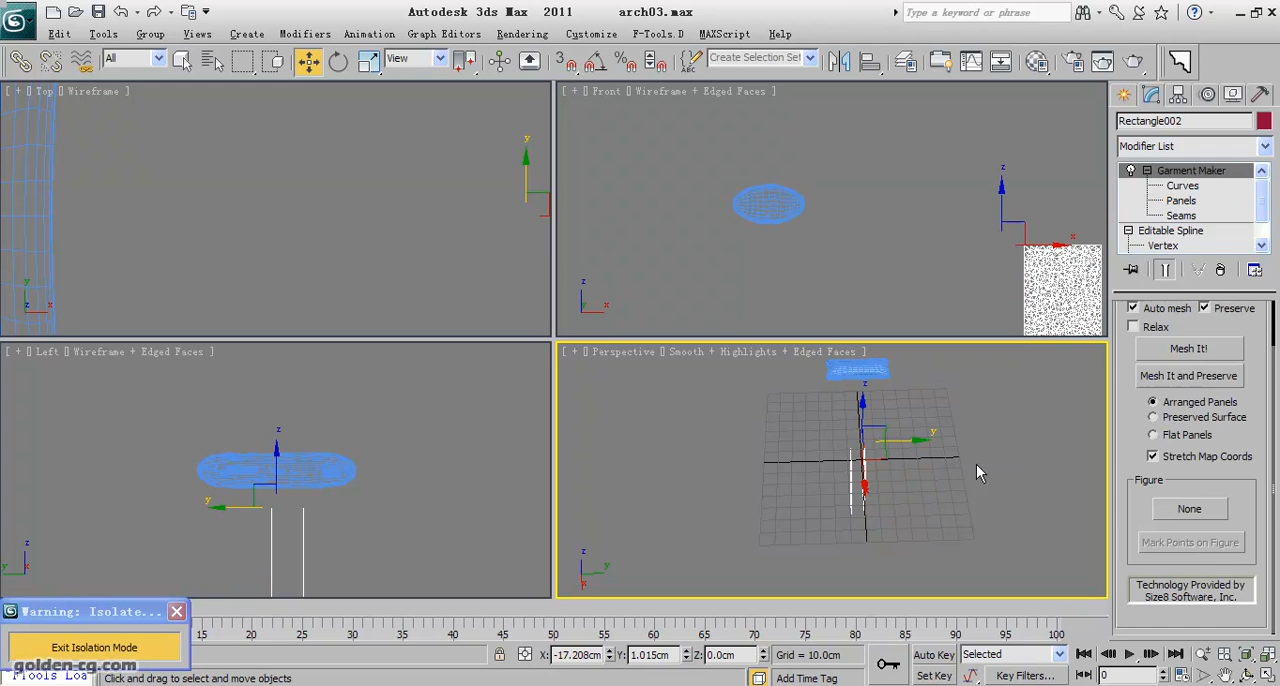 Autodesk 3ds Max 2011 arch03.max
Type a keyword or phrase
Edit Tools Group Views Create Modifiers Animation Graph Editors Rendering Customize F-Tools.D MAXScript Help
All View 3 Create Selection Set
[ + [] Top [] Wireframe ]
[ + [] Front [] Wireframe + Edged Faces ]
[ + [] Left [] Wireframe + Edged Faces ]
[ + [] Perspective [] Smooth + Highlights + Edged Faces ]
Rectangle002
Modifier List
Garment Maker
Curves
Panels
Seams
Editable Spline
Vertex
Auto mesh Preserve
Relax
Mesh It!
Mesh It and Preserve
Arranged Panels
Preserved Surface
Flat Panels
Stretch Map Coords
Figure
None
Mark Points on Figure
Technology Provided by
Size8 Software, Inc.
Warning: Isolate...
Exit Isolation Mode
golden-cg.com
15 20 25 30 35 40 45 50 55 60 65 70 75 80 85 90 95 100
X: -17.208cm Y: 1.015cm Z: 0.0cm Grid = 10.0cm
Auto Key Selected
Set Key Key Filters... 0
Click and drag to select and move objects
Add Time Tag